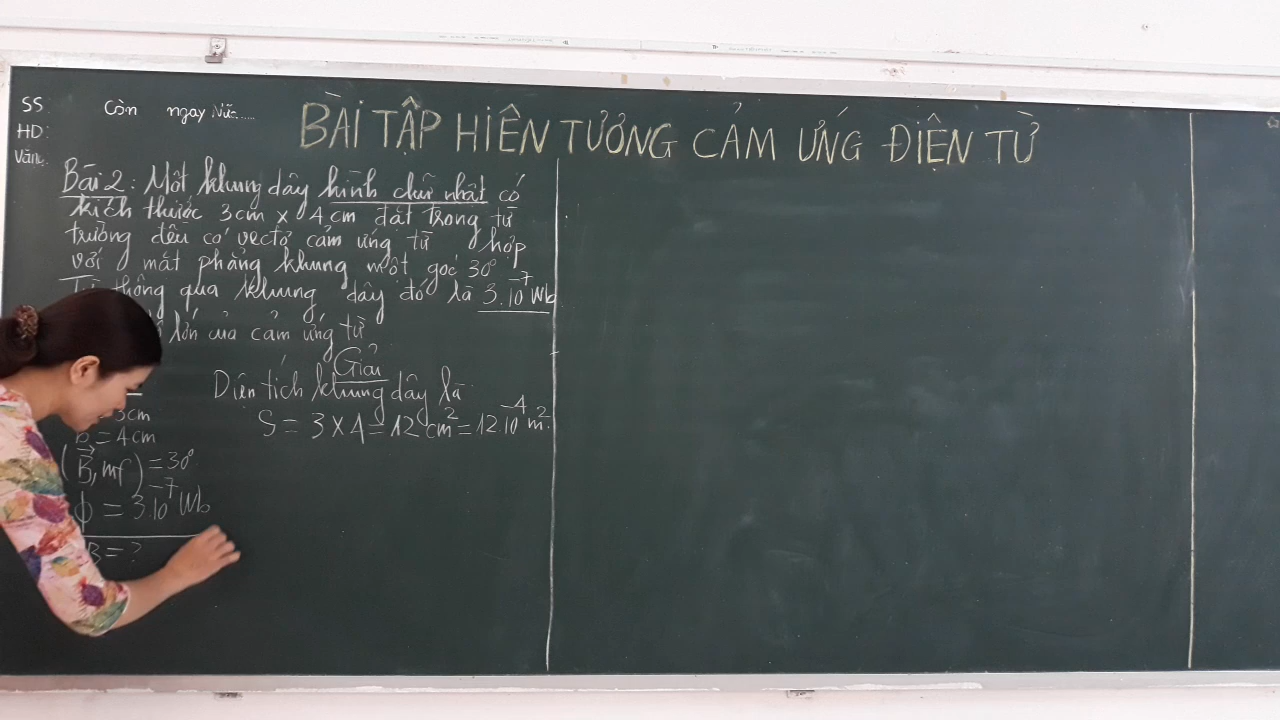 SS:
HD:
Vắng:
Còn ngay Nữa.....
BÀI TẬP HIỆN TƯỢNG CẢM ỨNG ĐIỆN TỪ
Bài 2: Một khung dây hình chữ nhật có
kích thước 3cm x 4cm đặt trong từ
trường đều có vectơ cảm ứng từ hợp
với mặt phẳng khung một góc 30°
Từ thông qua khung dây đó là 3.10⁻⁷ Wb
lớn của cảm ứng từ
Giải
Diện tích khung dây là
S = 3 x 4 = 12 cm² = 12.10⁻⁴ m².
3cm
b = 4cm
(B⃗, mf) = 30°
ϕ = 3.10⁻⁷ Wb
B = ?